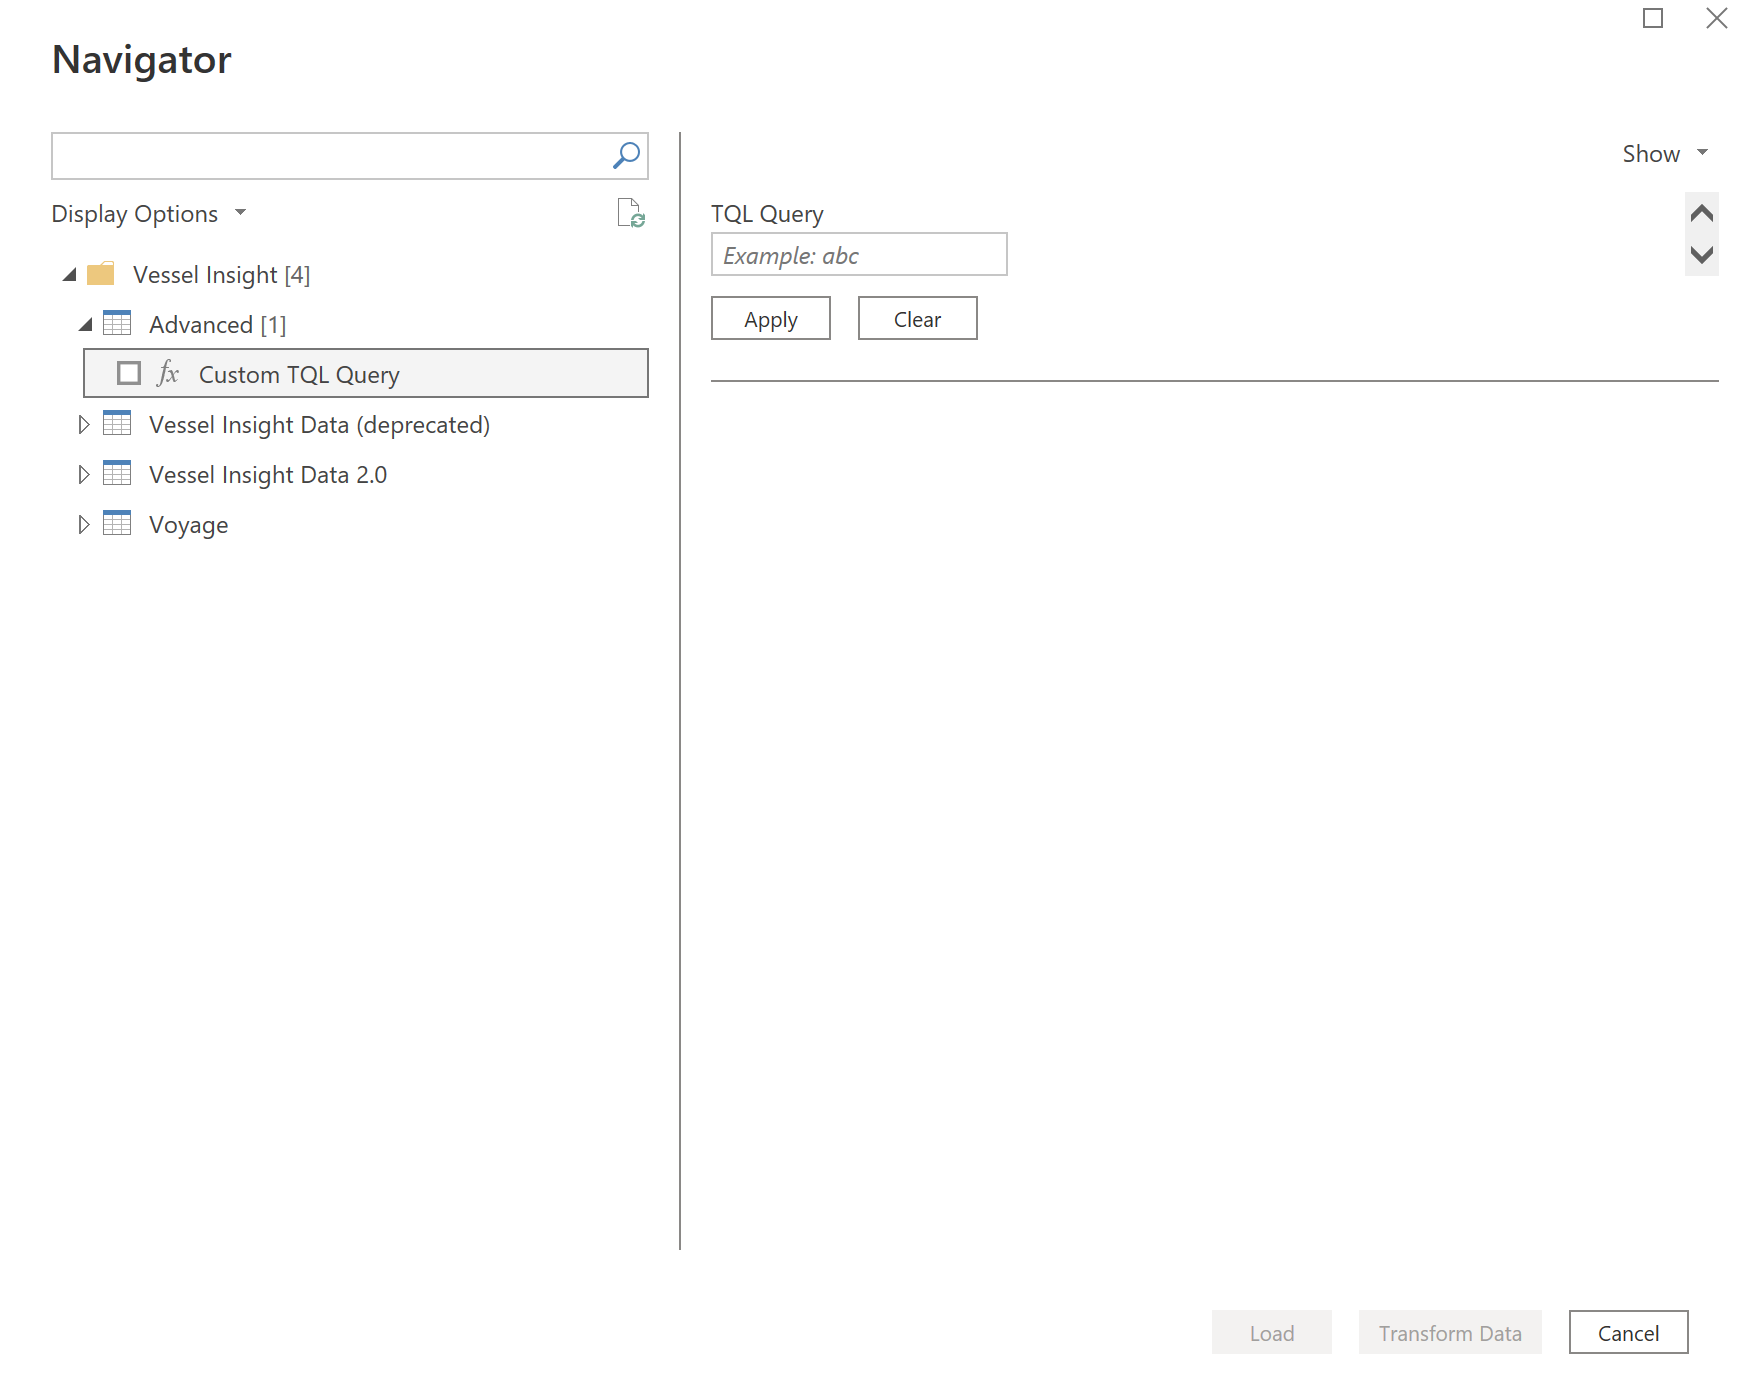 Navigator
Display Options
Vessel Insight [4]
Advanced [1]
fx Custom TQL Query
Vessel Insight Data (deprecated)
Vessel Insight Data 2.0
Voyage
Show
TQL Query
Example: abc
Apply Clear
Load Transform Data Cancel